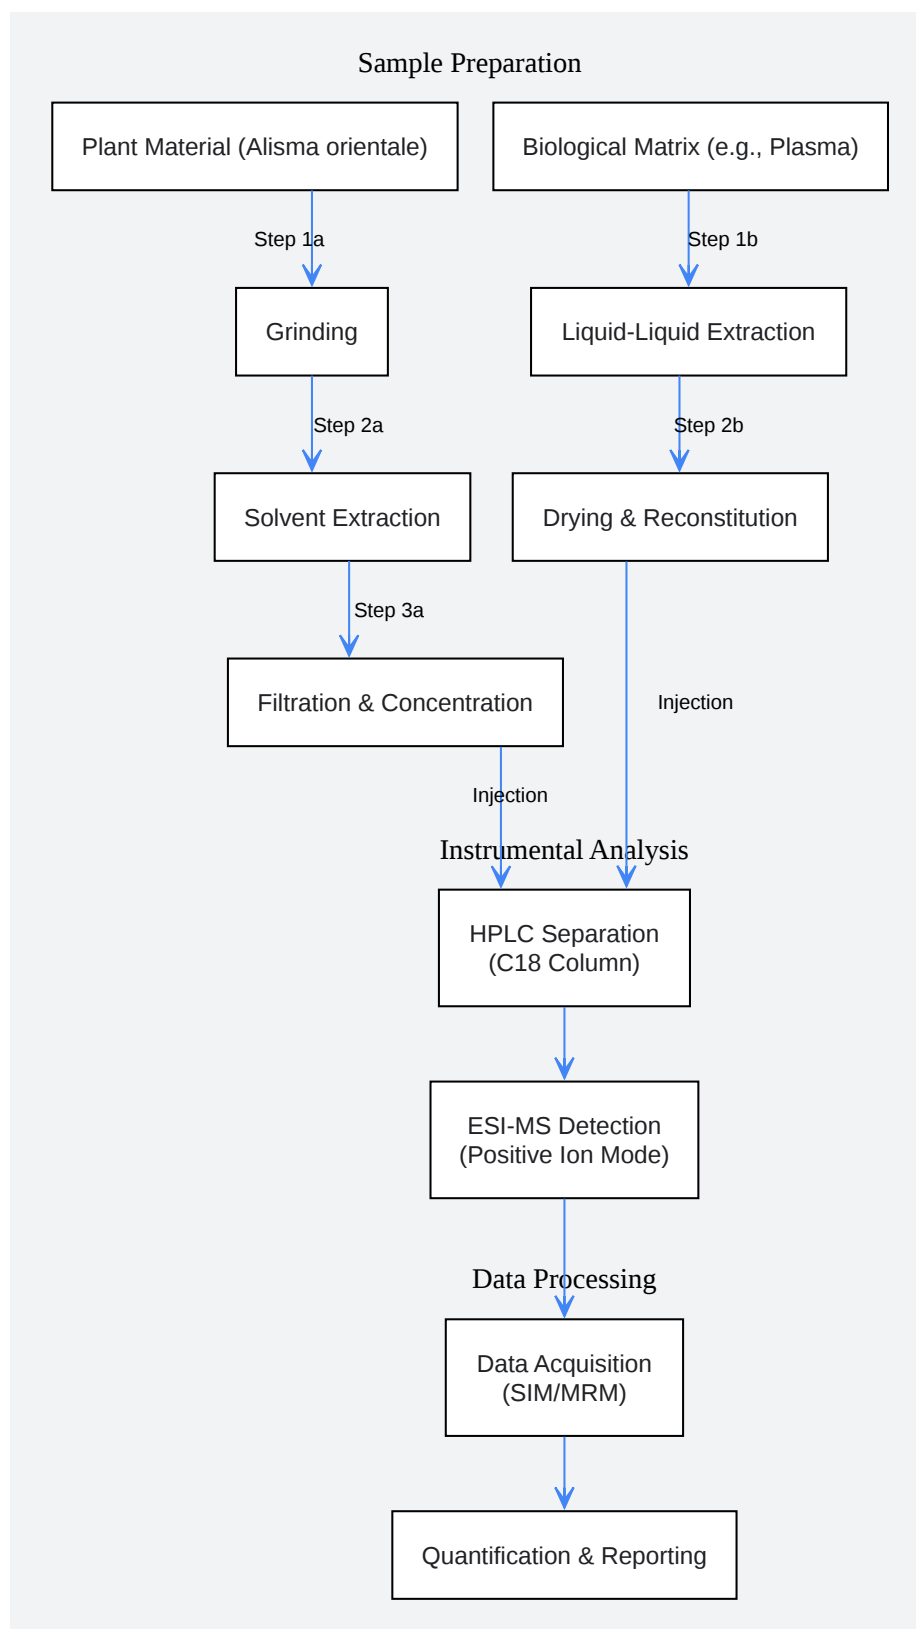 Sample Preparation
Plant Material (Alisma orientale)
Biological Matrix (e.g., Plasma)
Step 1a
Step 1b
Grinding
Liquid-Liquid Extraction
Step 2a
Step 2b
Solvent Extraction
Drying & Reconstitution
Step 3a
Filtration & Concentration
Injection
Injection
Instrumental Analysis
HPLC Separation
(C18 Column)
ESI-MS Detection
(Positive Ion Mode)
Data Processing
Data Acquisition
(SIM/MRM)
Quantification & Reporting